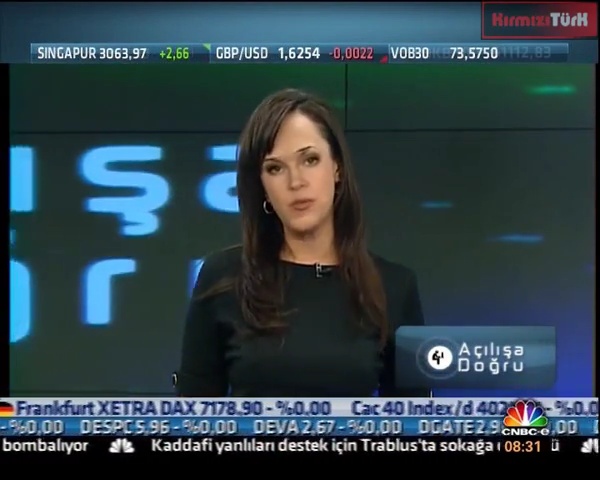 KırmızıTürk
SINGAPUR 3063,97 +2,66 GBP/USD 1,6254 -0,0022 VOB30 73,5750
Açılışa
Doğru
Frankfurt XETRA DAX 7178,90 - %0.00 Cac 40 Index/d
- %0,00 DESPC 5,96 - %0,00 DEVA 2,67 - %0,00 DGATE
CNBC-e
bombalıyor Kaddafi yanlıları destek için Trablus'ta sokağa
08:31